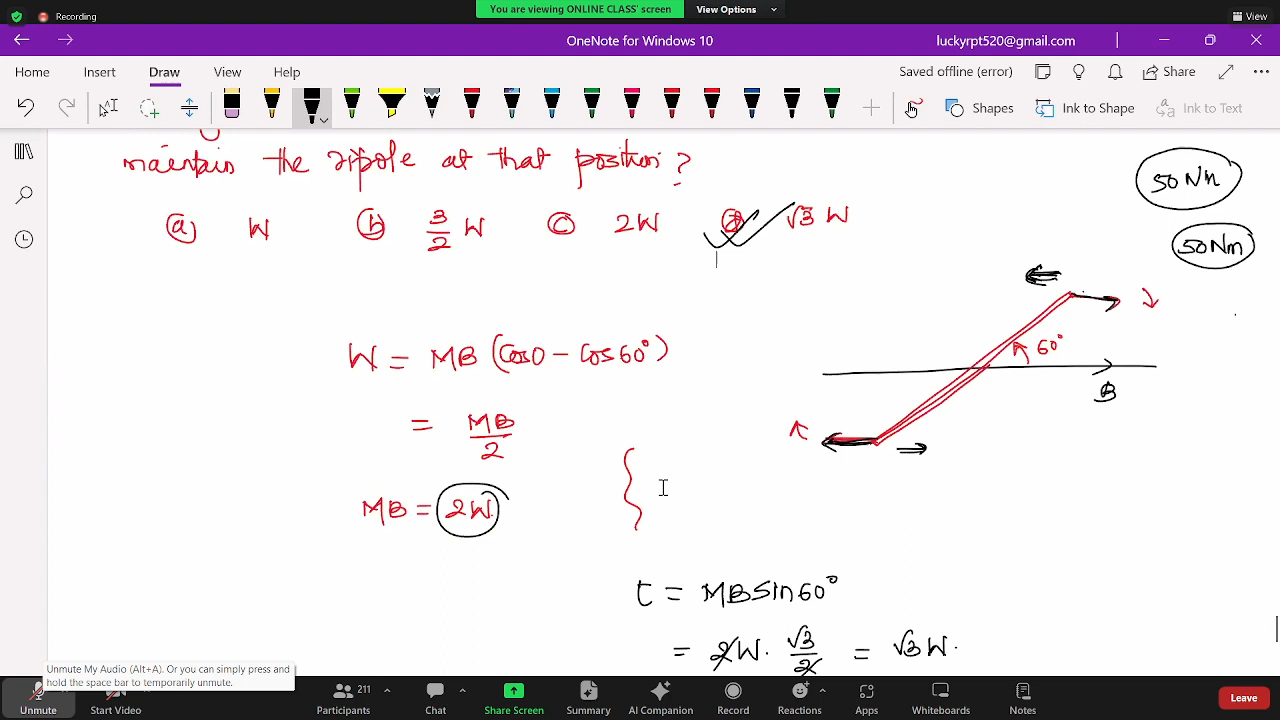 Recording
You are viewing ONLINE CLASS' screen
View Options
View
OneNote for Windows 10
luckyrpt520@gmail.com
Home Insert Draw View Help
Saved offline (error)
Share
Shapes
Ink to Shape
Ink to Text
maintain the dipole at that position?
ⓐ W ⓑ 3/2 W ⓒ 2W ⓓ √3 W
50 Nm
50 Nm
60°
B
W = MB (Cos0 - Cos60°)
= MB/2
MB = 2W.
τ = MBSin60°
= 2W. √3/2 = √3W.
Unmute My Audio (Alt+A). Or you can simply press and
hold the space bar to temporarily unmute.
Unmute
Start Video
Participants
211
Chat
Share Screen
Summary
AI Companion
Record
Reactions
Apps
Whiteboards
Notes
Leave